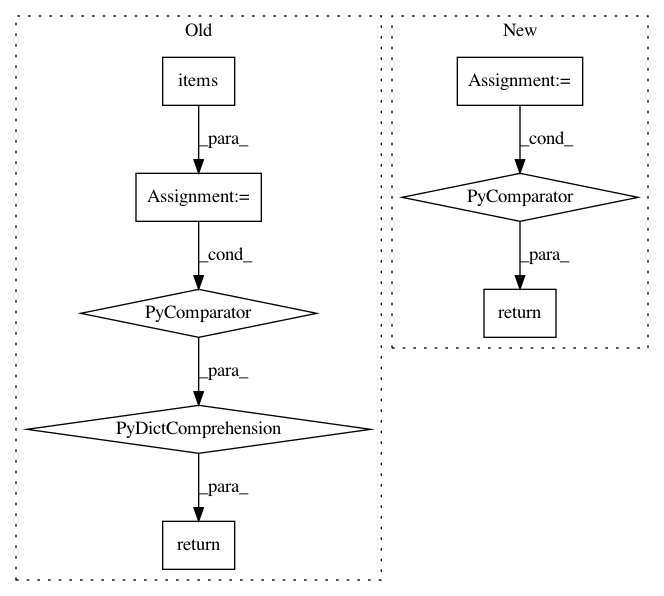 Old
items
_para_
Assignment:=
_cond_
PyComparator
_para_
PyDictComprehension
_para_
return
New
Assignment:=
_cond_
PyComparator
_para_
return